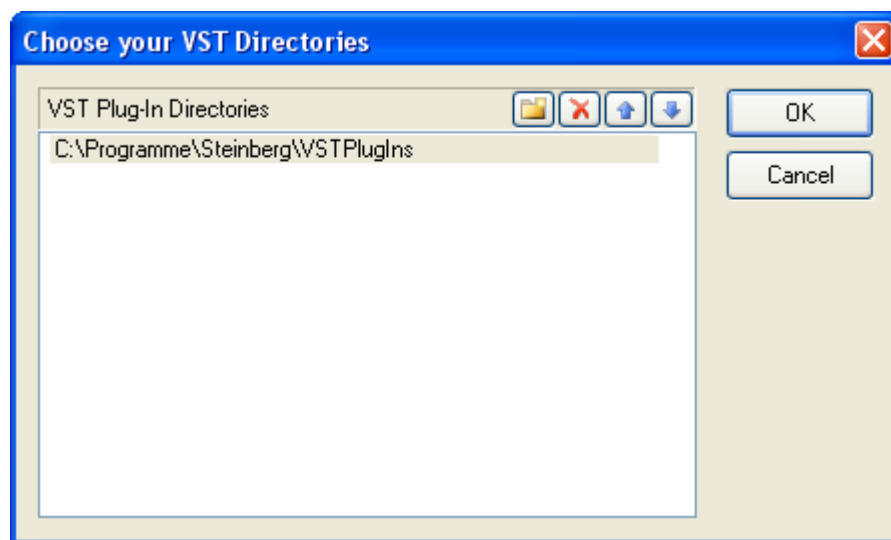 Choose your VST Directories
VST Plug-In Directories
OK
C:\Programme\Steinberg\VSTPlugIns
Cancel